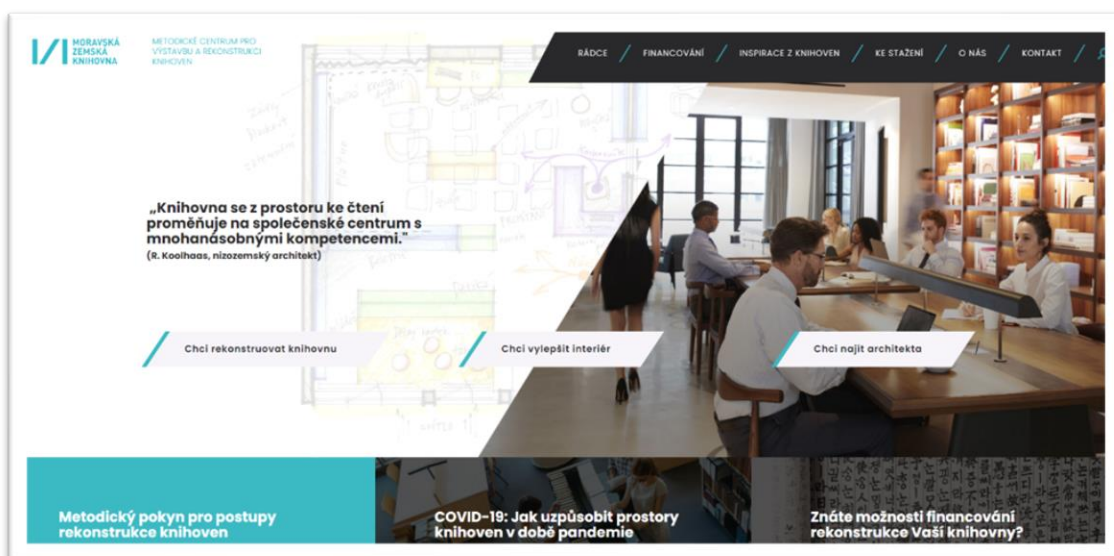 MORAVSKÁ
ZEMSKÁ
KNIHOVNA
METODICKÉ CENTRUM PRO
VÝSTAVBU A REKONSTRUKCI
KNIHOVEN
RÁDCE / FINANCOVÁNÍ / INSPIRACE Z KNIHOVEN / KE STAŽENÍ / O NÁS / KONTAKT /
„Knihovna se z prostoru ke čtení
proměňuje na společenské centrum s
mnohanásobnými kompetencemi."
(R. Koolhaas, nizozemský architekt)
Chci rekonstruovat knihovnu
Chci vylepšit interiér
Chci najít architekta
Metodický pokyn pro postupy
rekonstrukce knihoven
COVID-19: Jak uzpůsobit prostory
knihoven v době pandemie
Znáte možnosti financování
rekonstrukce Vaší knihovny?